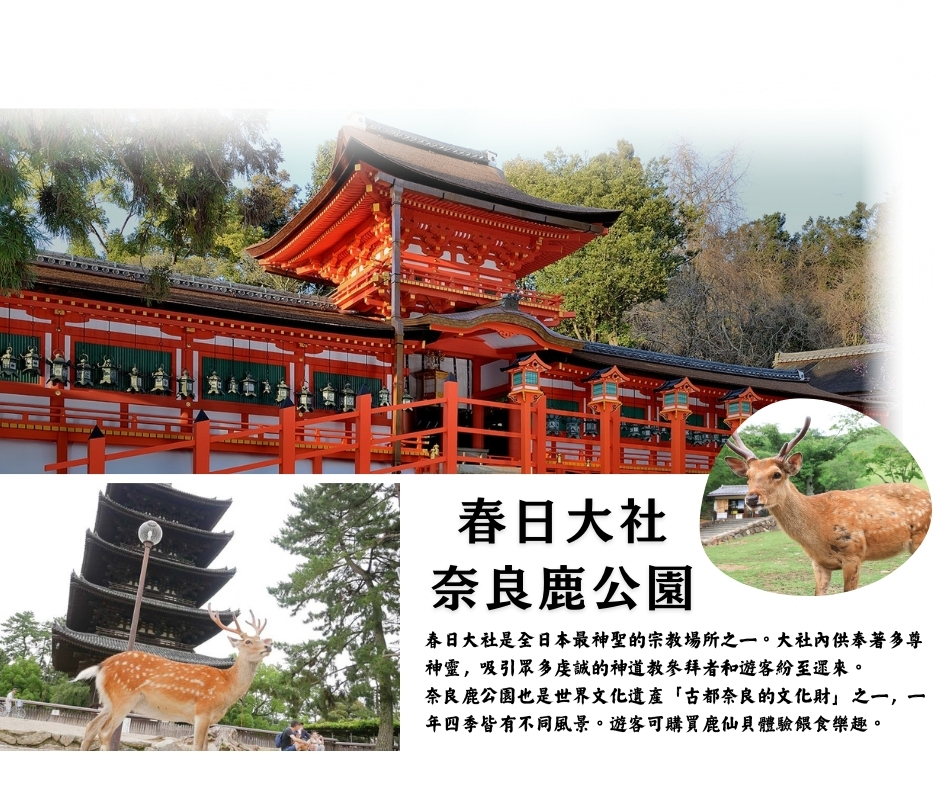 春日大社
奈良鹿公園
春日大社是全日本最神聖的宗教場所之一。大社內供奉著多尊
神靈，吸引眾多虔誠的神道教參拜者和遊客紛至遝來。
奈良鹿公園也是世界文化遺產「古都奈良的文化財」之一，一
年四季皆有不同風景。遊客可購買鹿仙貝體驗餵食樂趣。